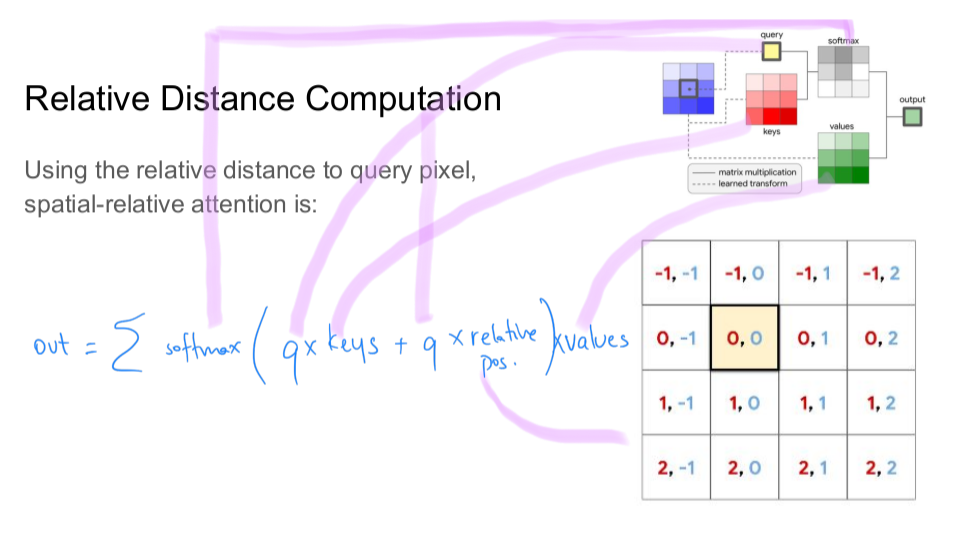 query
softmax
output
keys
values
matrix multiplication
learned transform
Relative Distance Computation
Using the relative distance to query pixel,
spatial-relative attention is:
out = Σ softmax ( q x keys + q x relative pos. ) x values
-1, -1 -1, 0 -1, 1 -1, 2
0, -1 0, 0 0, 1 0, 2
1, -1 1, 0 1, 1 1, 2
2, -1 2, 0 2, 1 2, 2